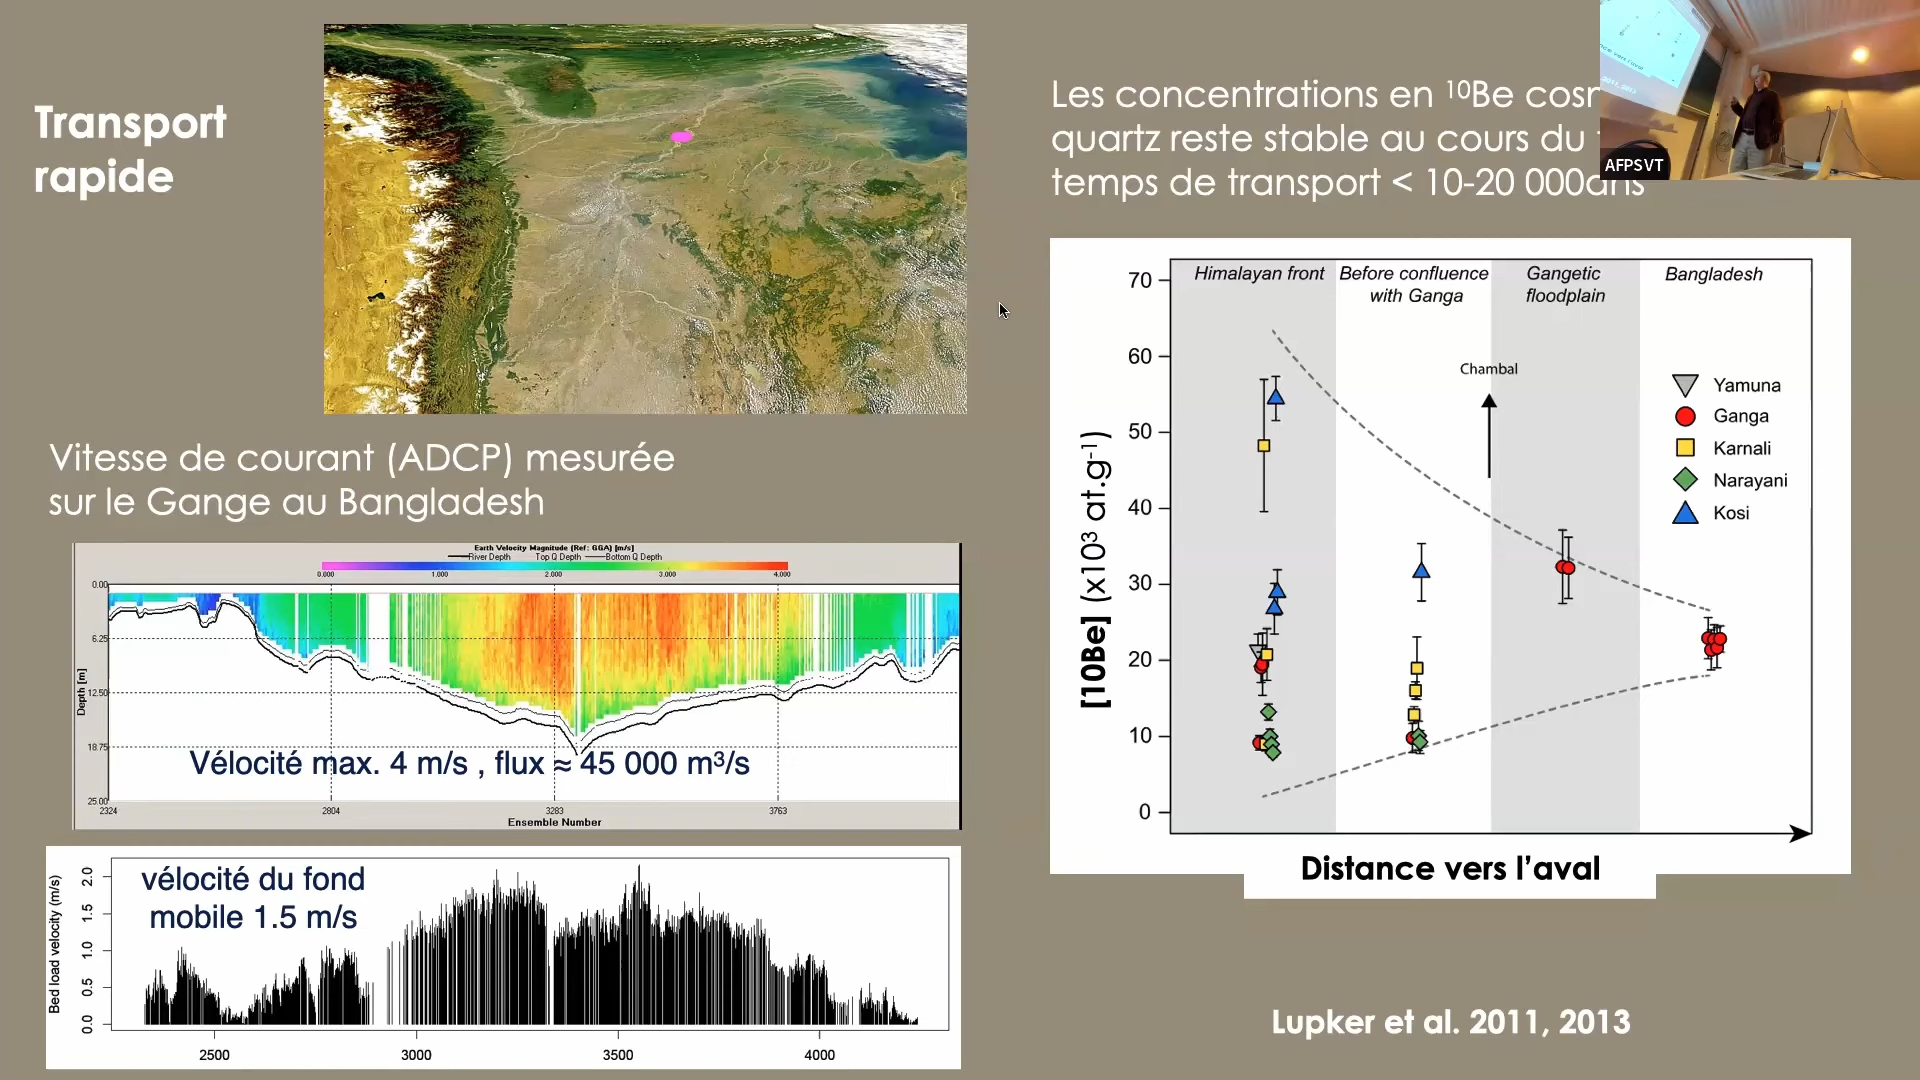 Transport
rapide
Vitesse de courant (ADCP) mesurée
sur le Gange au Bangladesh
Earth Velocity Magnitude (Ref: GGA) [m/s]
River Depth Top Q Depth Bottom Q Depth
0.000 1.000 2.000 3.000 4.000
0.00
6.25
12.50
18.75
25.00
Depth [m]
Vélocité max. 4 m/s , flux ≈ 45 000 m³/s
2324 2804 3283 3763
Ensemble Number
Bed load velocity (m/s)
2.0
1.5
1.0
0.5
0.0
vélocité du fond
mobile 1.5 m/s
2500 3000 3500 4000
Les concentrations en ¹⁰Be
quartz reste stable au cours du
temps de transport < 10-20 000ans
AFPSVT
Himalayan front Before confluence Gangetic Bangladesh
with Ganga floodplain
70
60
50
40
30
20
10
0
[10Be] (x10³ at.g⁻¹)
Chambal
Yamuna
Ganga
Karnali
Narayani
Kosi
Distance vers l’aval
Lupker et al. 2011, 2013